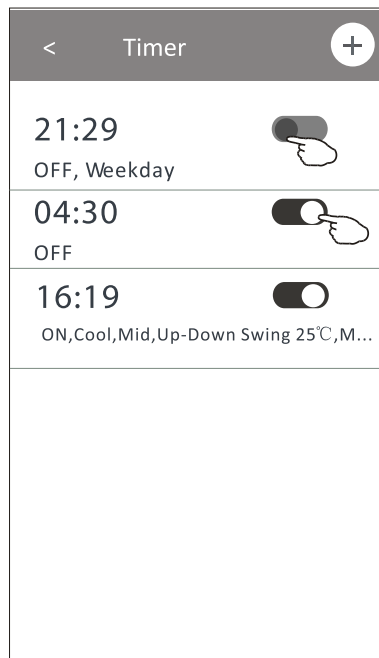 < Timer +
21:29
OFF, Weekday
04:30
OFF
16:19
ON,Cool,Mid,Up-Down Swing 25℃,M...